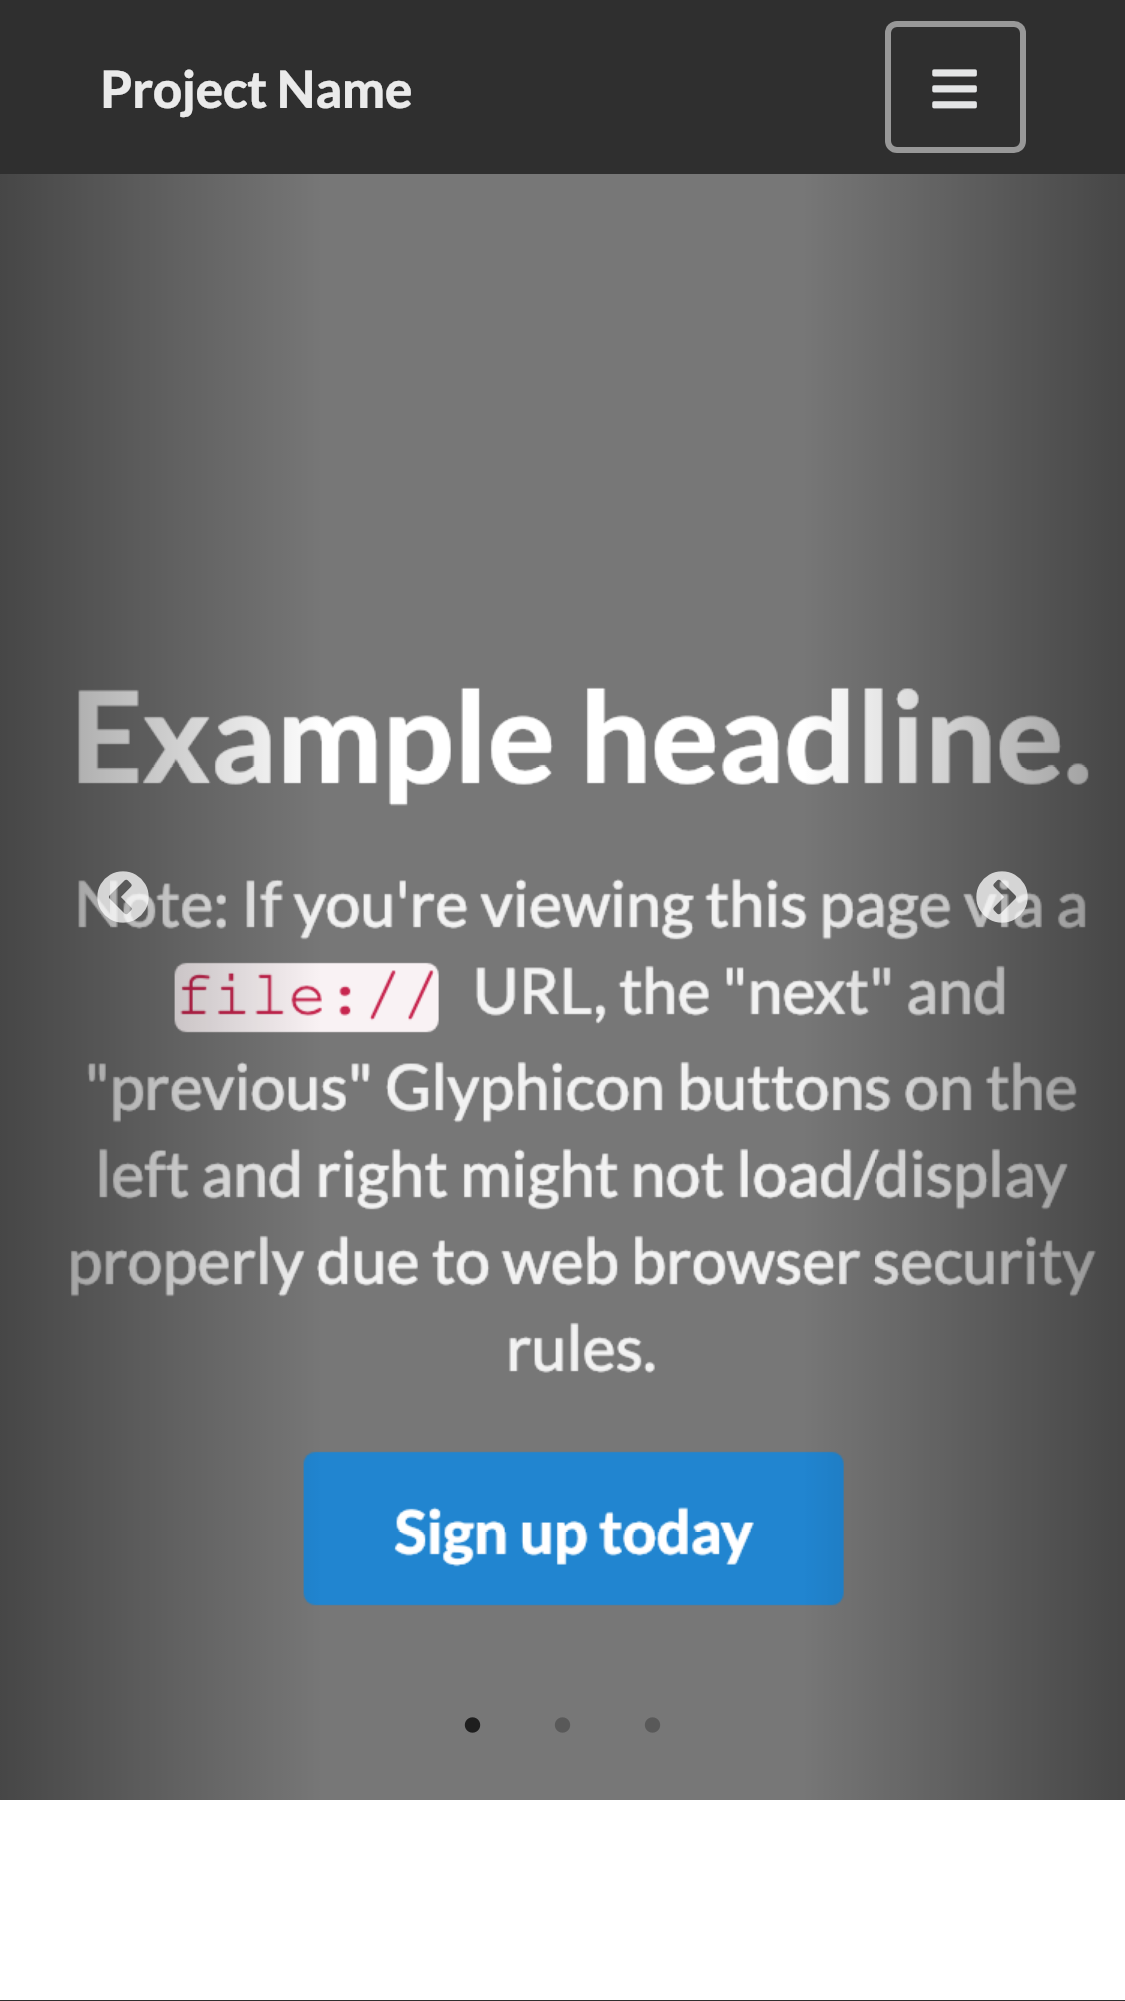 Project Name
Example headline.
Note: If you're viewing this page via a
file:// URL, the "next" and
"previous" Glyphicon buttons on the
left and right might not load/display
properly due to web browser security
rules.
Sign up today